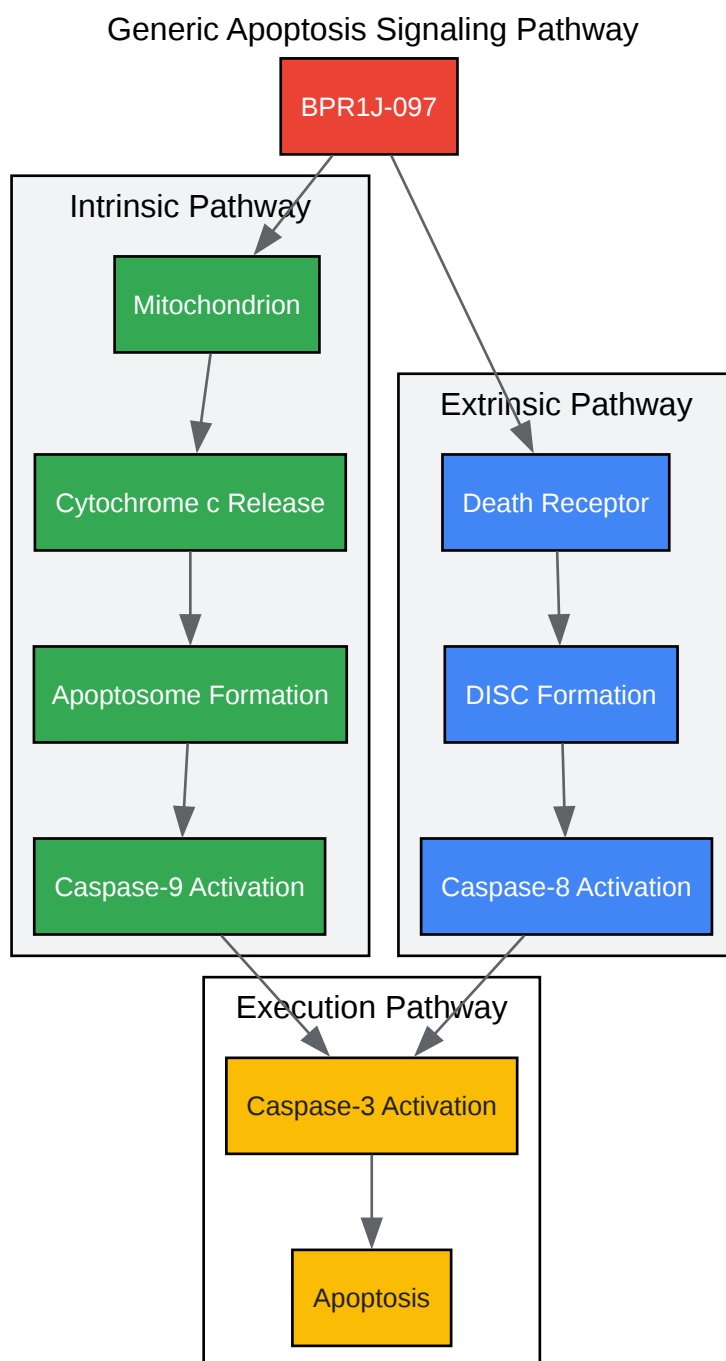 Generic Apoptosis Signaling Pathway
BPR1J-097
Intrinsic Pathway
Mitochondrion
Cytochrome c Release
Apoptosome Formation
Caspase-9 Activation
Extrinsic Pathway
Death Receptor
DISC Formation
Caspase-8 Activation
Execution Pathway
Caspase-3 Activation
Apoptosis